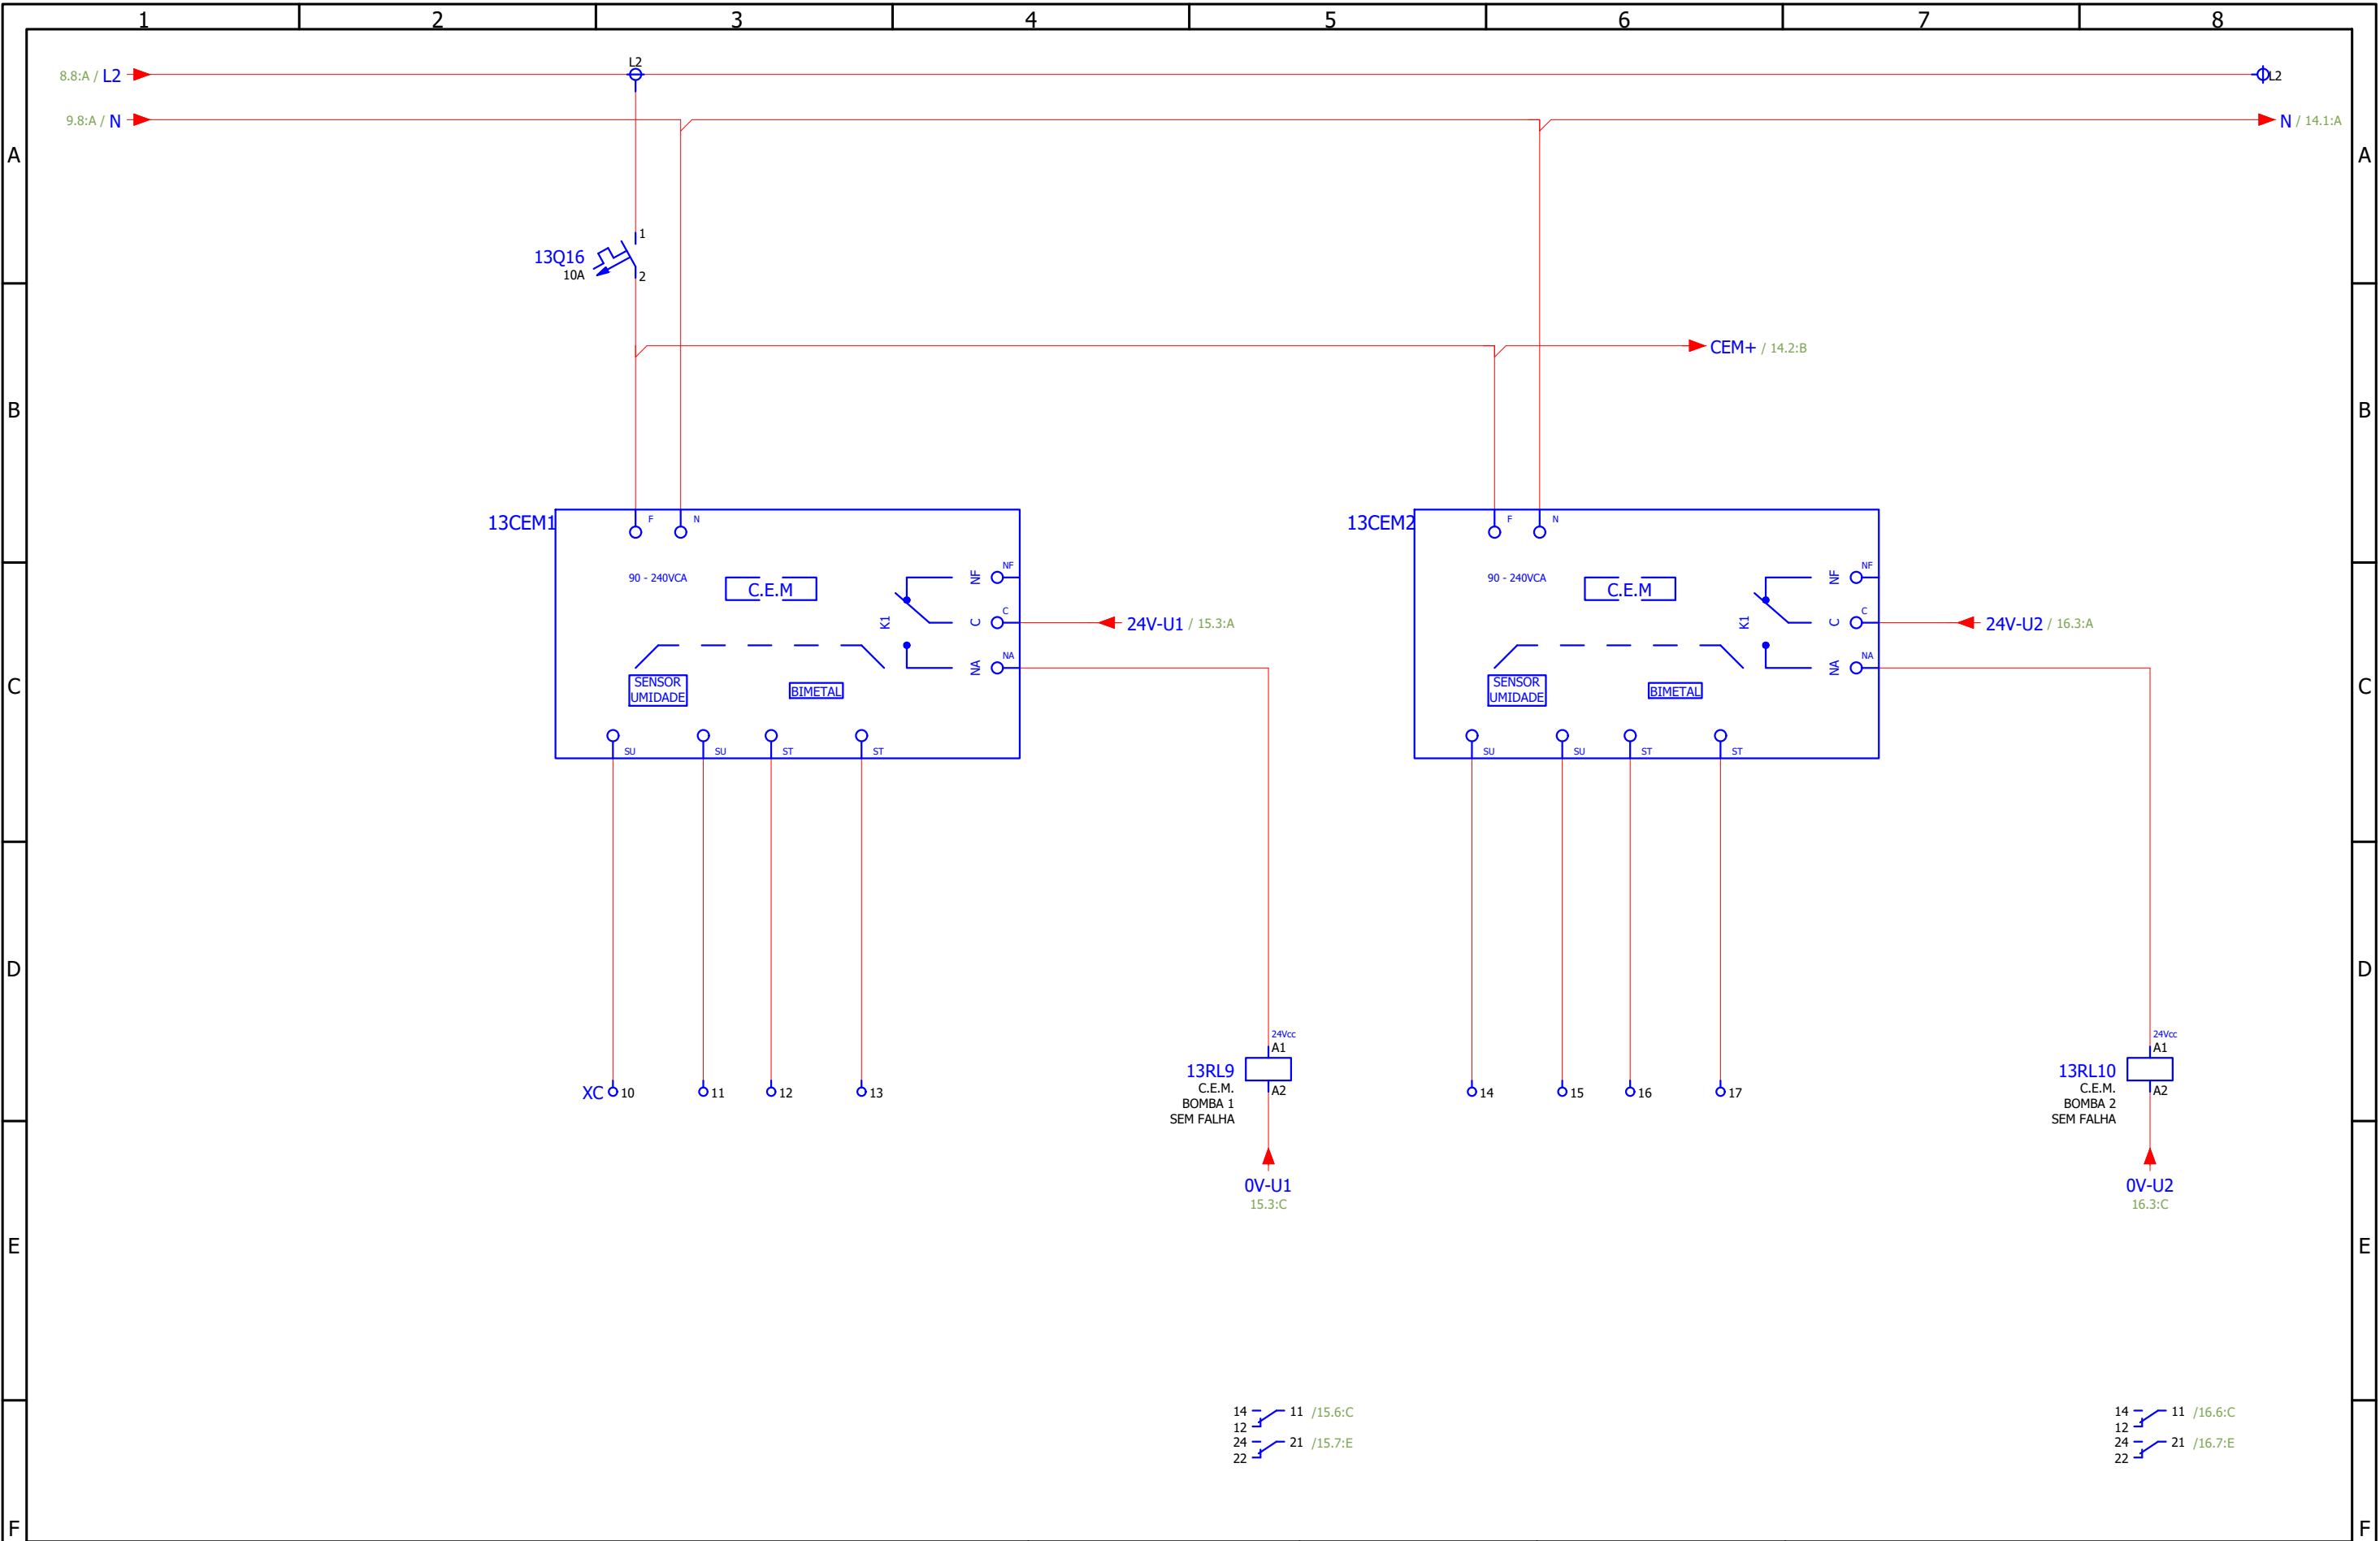 1 2 3 4 5 6 7 8
8.8:A / L2
L2
L2
9.8:A / N
N / 14.1:A
A
A
1
13Q16
10A
2
CEM+ / 14.2:B
B
B
13CEM1
F N
90 - 240VCA
C.E.M
K1
NF NF
C C
NA NA
24V-U1 / 15.3:A
SENSOR
UMIDADE
BIMETAL
SU SU ST ST
13CEM2
F N
90 - 240VCA
C.E.M
K1
NF NF
C C
NA NA
24V-U2 / 16.3:A
SENSOR
UMIDADE
BIMETAL
SU SU ST ST
C
C
D
D
XC 10 11 12 13
24Vcc
A1
13RL9
C.E.M.
A2
BOMBA 1
SEM FALHA
0V-U1
15.3:C
14 15 16 17
24Vcc
A1
13RL10
C.E.M.
A2
BOMBA 2
SEM FALHA
0V-U2
16.3:C
E
E
14 11 /15.6:C
12
24 21 /15.7:E
22
14 11 /16.6:C
12
24 21 /16.7:E
22
F
F